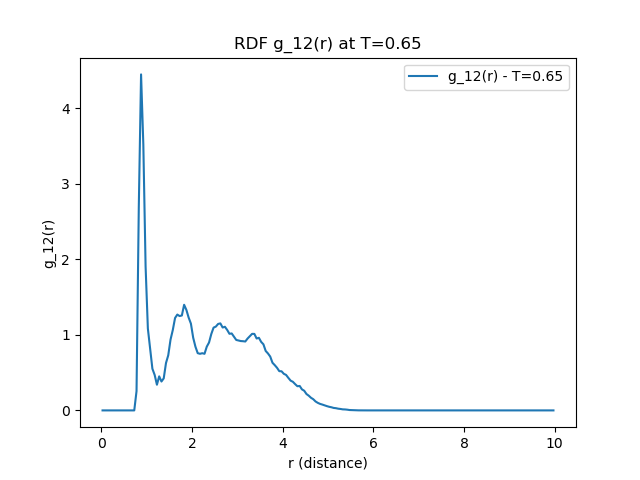 RDF g_12(r) at T=0.65
g_12(r) - T=0.65
g_12(r)
4
3
2
1
0
0 2 4 6 8 10
r (distance)